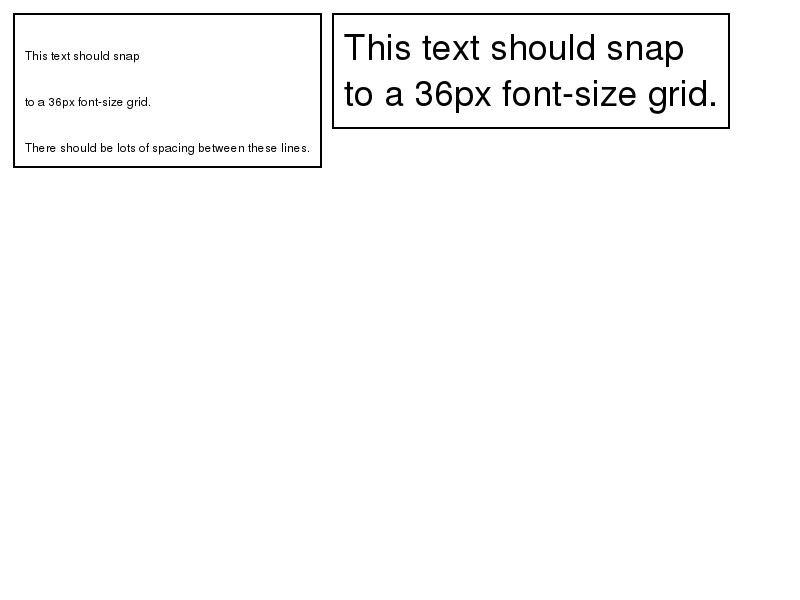 This text should snap
to a 36px font-size grid.
There should be lots of spacing between these lines.
This text should snap
to a 36px font-size grid.